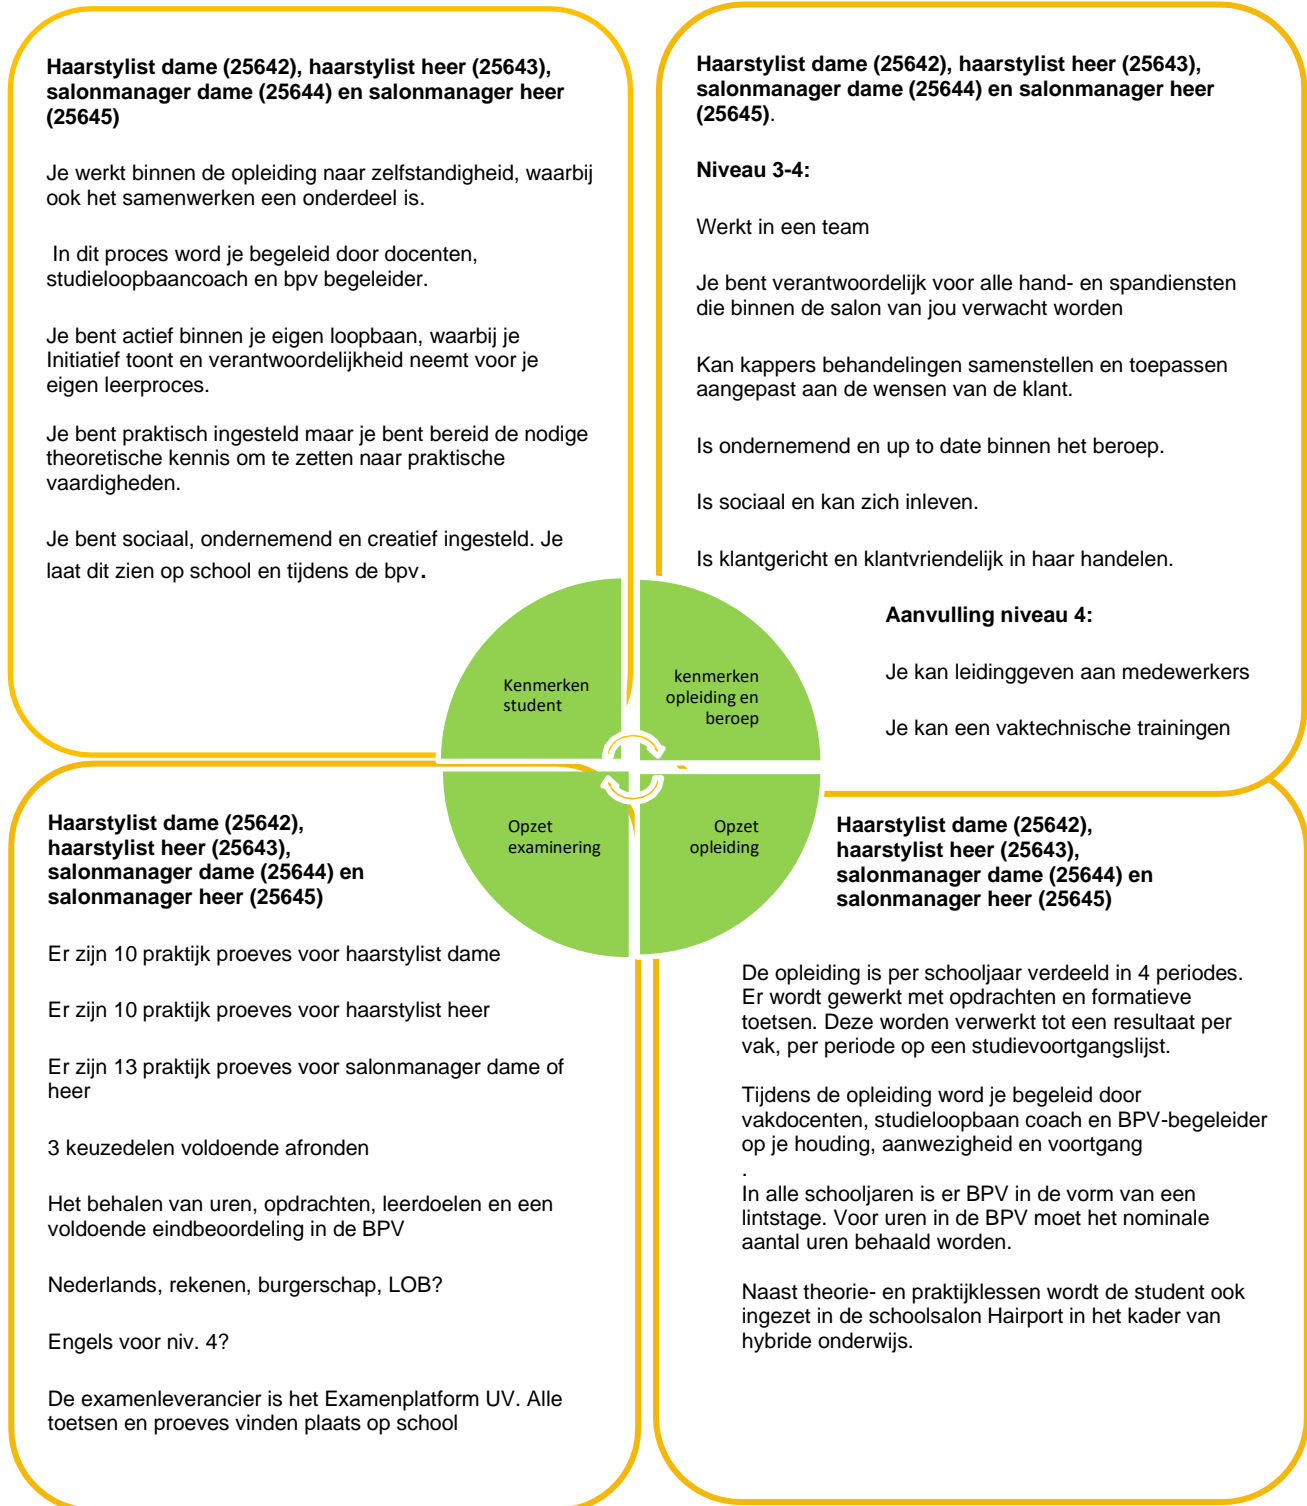 Haarstylist dame (25642), haarstylist heer (25643),
salonmanager dame (25644) en salonmanager heer
(25645)
Je werkt binnen de opleiding naar zelfstandigheid, waarbij
ook het samenwerken een onderdeel is.
In dit proces word je begeleid door docenten,
studieloopbaancoach en bpv begeleider.
Je bent actief binnen je eigen loopbaan, waarbij je
Initiatief toont en verantwoordelijkheid neemt voor je
eigen leerproces.
Je bent praktisch ingesteld maar je bent bereid de nodige
theoretische kennis om te zetten naar praktische
vaardigheden.
Je bent sociaal, ondernemend en creatief ingesteld. Je
laat dit zien op school en tijdens de bpv.
Haarstylist dame (25642), haarstylist heer (25643),
salonmanager dame (25644) en salonmanager heer
(25645).
Niveau 3-4:
Werkt in een team
Je bent verantwoordelijk voor alle hand- en spandiensten
die binnen de salon van jou verwacht worden
Kan kappers behandelingen samenstellen en toepassen
aangepast aan de wensen van de klant.
Is ondernemend en up to date binnen het beroep.
Is sociaal en kan zich inleven.
Is klantgericht en klantvriendelijk in haar handelen.
Aanvulling niveau 4:
Je kan leidinggeven aan medewerkers
Je kan een vaktechnische trainingen
Kenmerken
student
kenmerken
opleiding en
beroep
Opzet
examinering
Opzet
opleiding
Haarstylist dame (25642),
haarstylist heer (25643),
salonmanager dame (25644) en
salonmanager heer (25645)
Er zijn 10 praktijk proeves voor haarstylist dame
Er zijn 10 praktijk proeves voor haarstylist heer
Er zijn 13 praktijk proeves voor salonmanager dame of
heer
3 keuzedelen voldoende afronden
Het behalen van uren, opdrachten, leerdoelen en een
voldoende eindbeoordeling in de BPV
Nederlands, rekenen, burgerschap, LOB?
Engels voor niv. 4?
De examenleverancier is het Examenplatform UV. Alle
toetsen en proeves vinden plaats op school
Haarstylist dame (25642),
haarstylist heer (25643),
salonmanager dame (25644) en
salonmanager heer (25645)
De opleiding is per schooljaar verdeeld in 4 periodes.
Er wordt gewerkt met opdrachten en formatieve
toetsen. Deze worden verwerkt tot een resultaat per
vak, per periode op een studievoortgangslijst.
Tijdens de opleiding word je begeleid door
vakdocenten, studieloopbaan coach en BPV-begeleider
op je houding, aanwezigheid en voortgang
.
In alle schooljaren is er BPV in de vorm van een
lintstage. Voor uren in de BPV moet het nominale
aantal uren behaald worden.
Naast theorie- en praktijklessen wordt de student ook
ingezet in de schoolsalon Hairport in het kader van
hybride onderwijs.